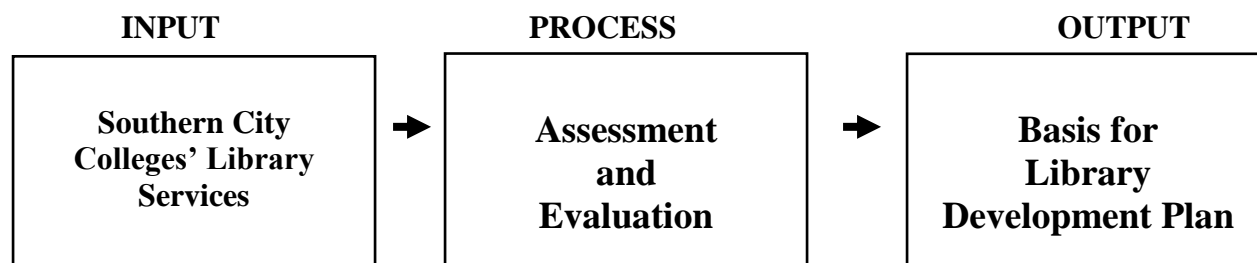 INPUT
PROCESS
OUTPUT
Southern City
Colleges’ Library
Services
Assessment
and
Evaluation
Basis for
Library
Development Plan